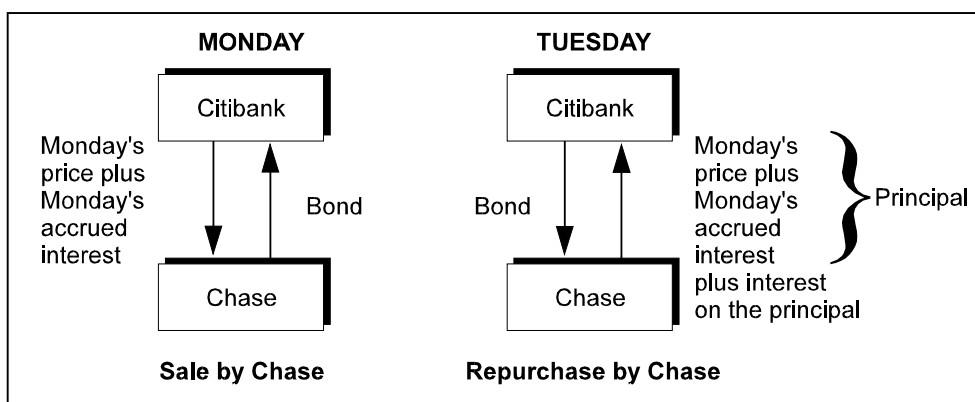 MONDAY
Citibank
Monday's
price plus
Monday's
accrued
interest
Bond
Chase
Sale by Chase
TUESDAY
Citibank
Bond
Monday's
price plus
Monday's
accrued
interest
plus interest
on the principal
Principal
Chase
Repurchase by Chase